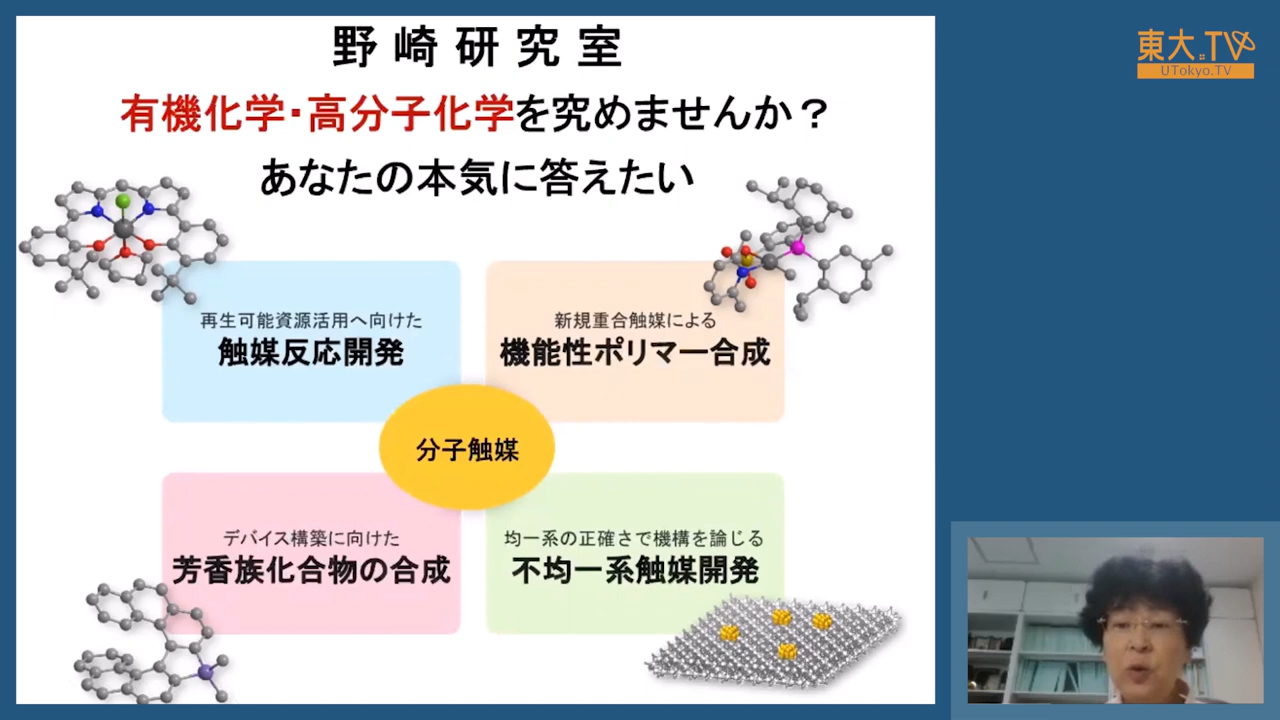 野崎研究室
有機化学・高分子化学を究めませんか？
あなたの本気に答えたい
再生可能資源活用へ向けた
触媒反応開発
新規重合触媒による
機能性ポリマー合成
分子触媒
デバイス構築に向けた
芳香族化合物の合成
均一系の正確さで機構を論じる
不均一系触媒開発
東大.TV
UTokyo.TV